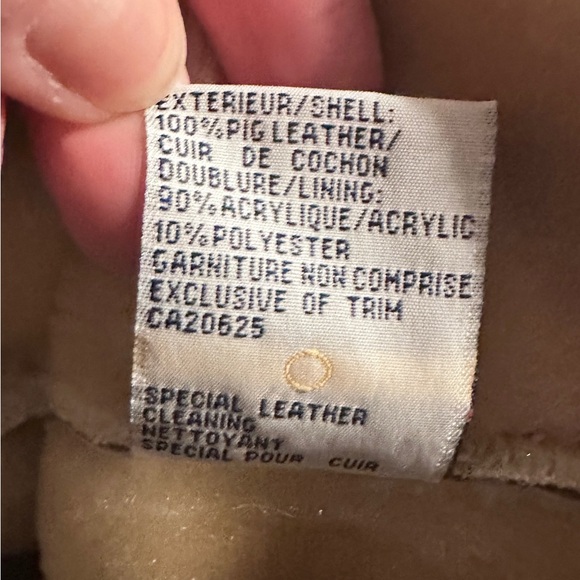 EXTERIEUR/SHELL:
100% PIG LEATHER/
CUIR DE COCHON
DOUBLURE/LINING:
90% ACRYLIQUE/ACRYLIC
10% POLYESTER
GARNITURE NON COMPRISE
EXCLUSIVE OF TRIM
CA20625
SPECIAL LEATHER
CLEANING
NETTOYANT
SPECIAL POUR CUIR